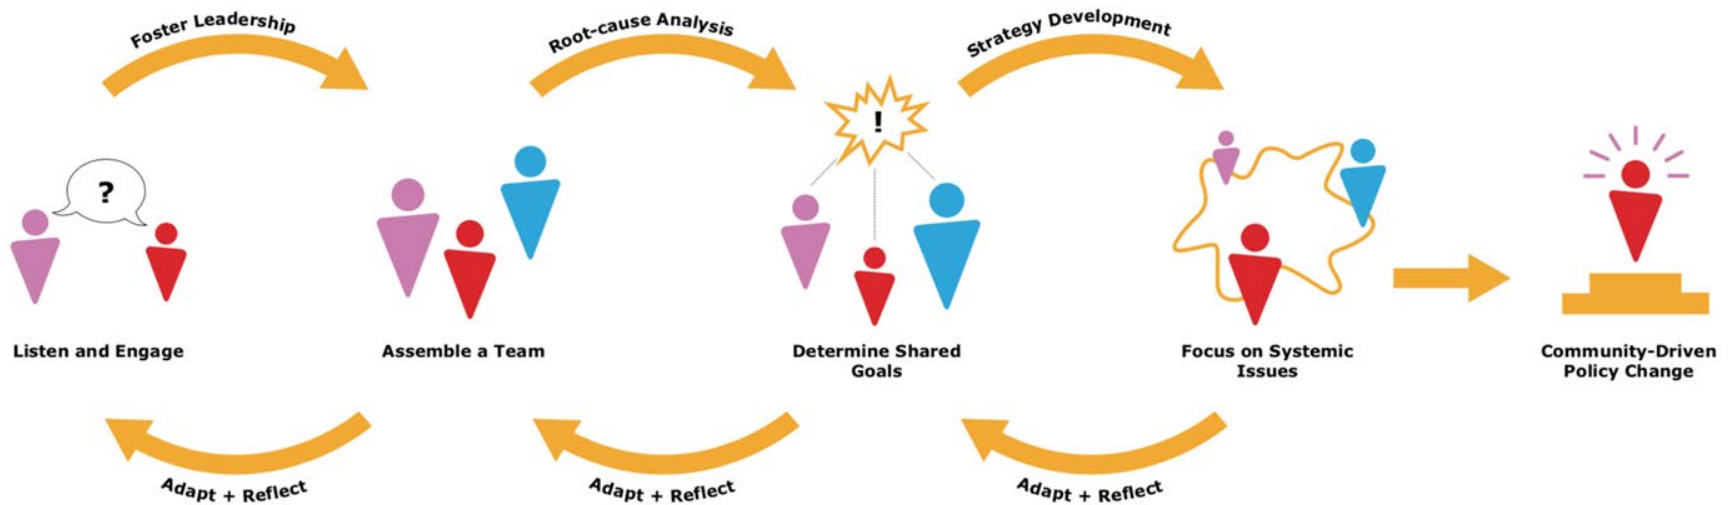 Foster Leadership
Root-cause Analysis
Strategy Development
?
!
Listen and Engage
Assemble a Team
Determine Shared
Goals
Focus on Systemic
Issues
Community-Driven
Policy Change
Adapt + Reflect
Adapt + Reflect
Adapt + Reflect